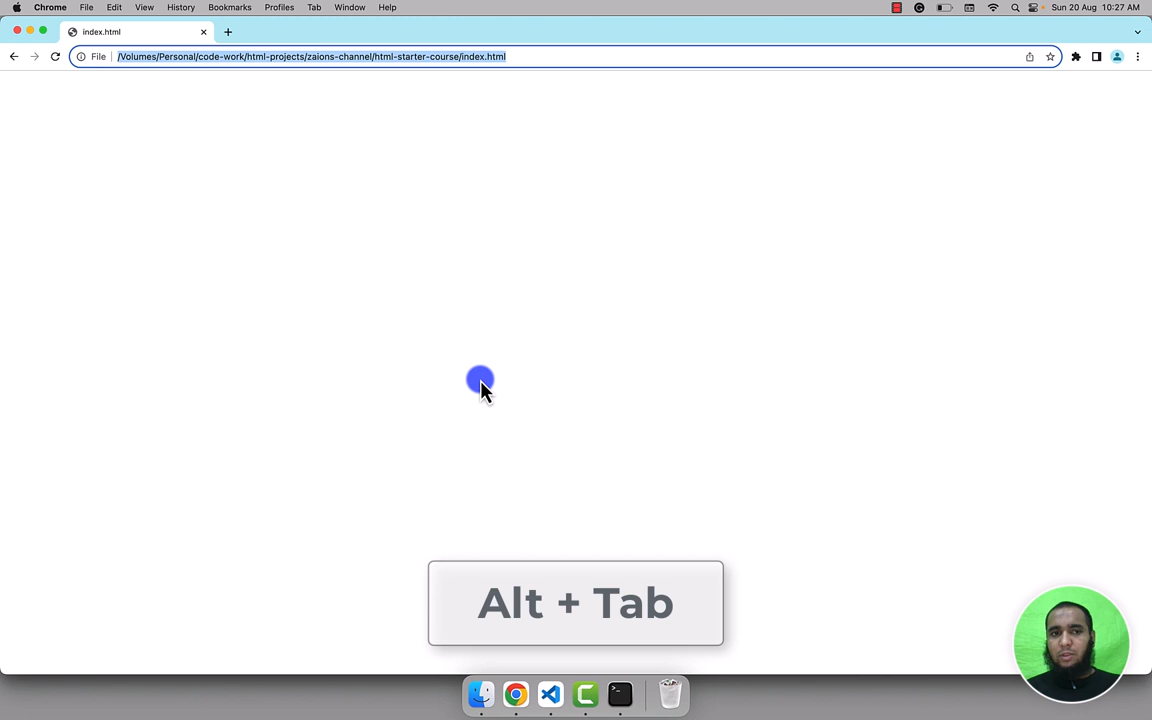 Chrome File Edit View History Bookmarks Profiles Tab Window Help Sun 20 Aug 10:27 AM
index.html
File /Volumes/Personal/code-work/html-projects/zaions-channel/html-starter-course/index.html
Alt + Tab